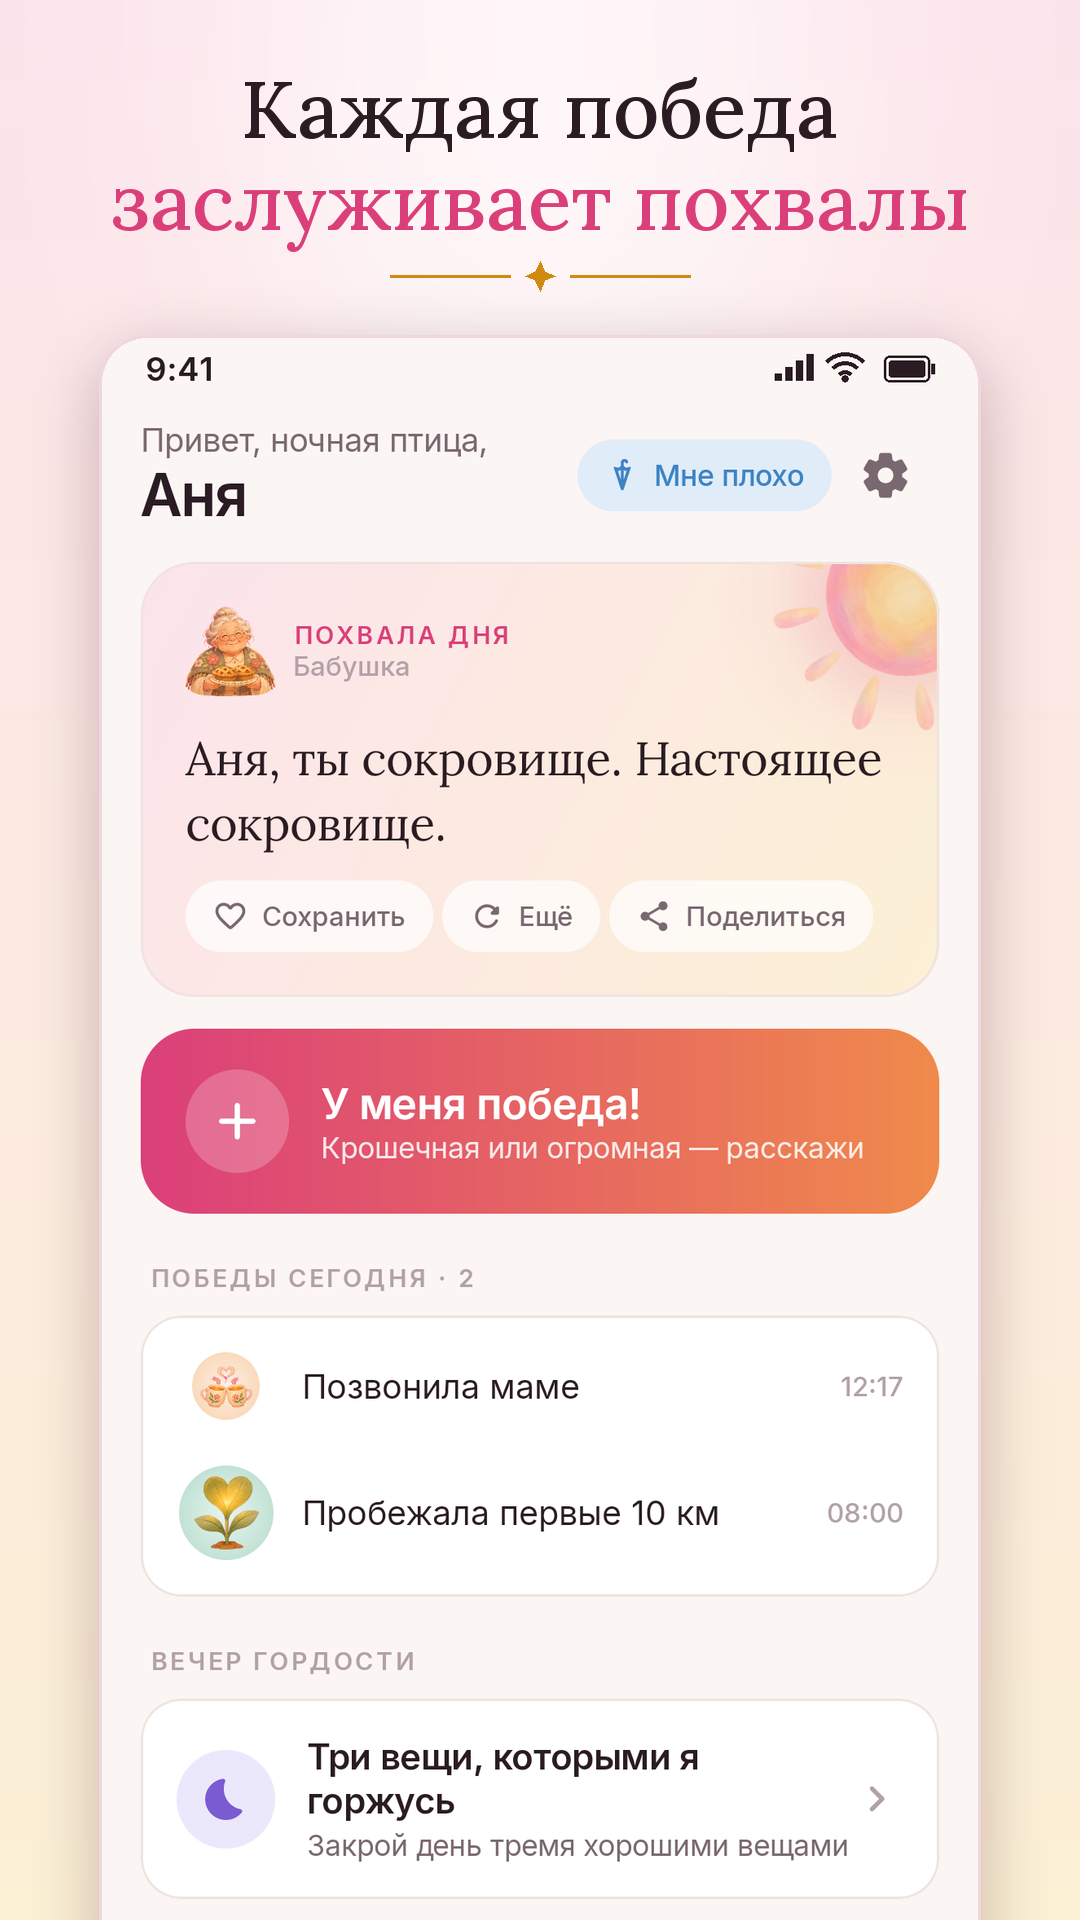 Каждая победа
заслуживает похвалы
9:41
Привет, ночная птица,
Аня
Мне плохо
ПОХВАЛА ДНЯ
Бабушка
Аня, ты сокровище. Настоящее
сокровище.
Сохранить
Ещё
Поделиться
У меня победа!
Крошечная или огромная — расскажи
ПОБЕДЫ СЕГОДНЯ · 2
Позвонила маме
12:17
Пробежала первые 10 км
08:00
ВЕЧЕР ГОРДОСТИ
Три вещи, которыми я
горжусь
Закрой день тремя хорошими вещами